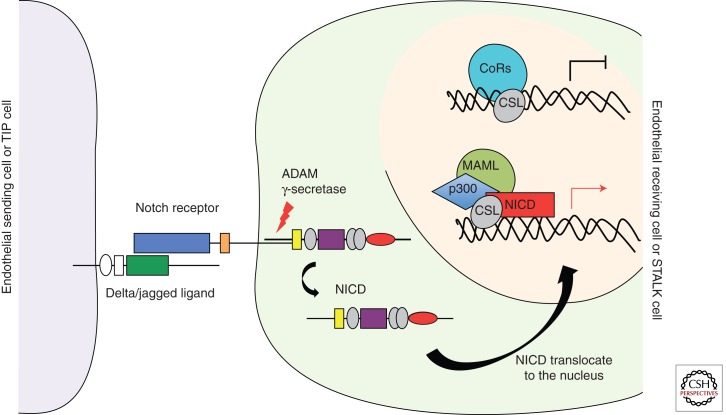 Endothelial sending cell or TIP cell
Notch receptor
Delta/jagged ligand
ADAM
γ-secretase
NICD
CoRs
CSL
MAML
p300
CSL
NICD
NICD translocate
to the nucleus
Endothelial receiving cell or STALK cell
CSH
PERSPECTIVES